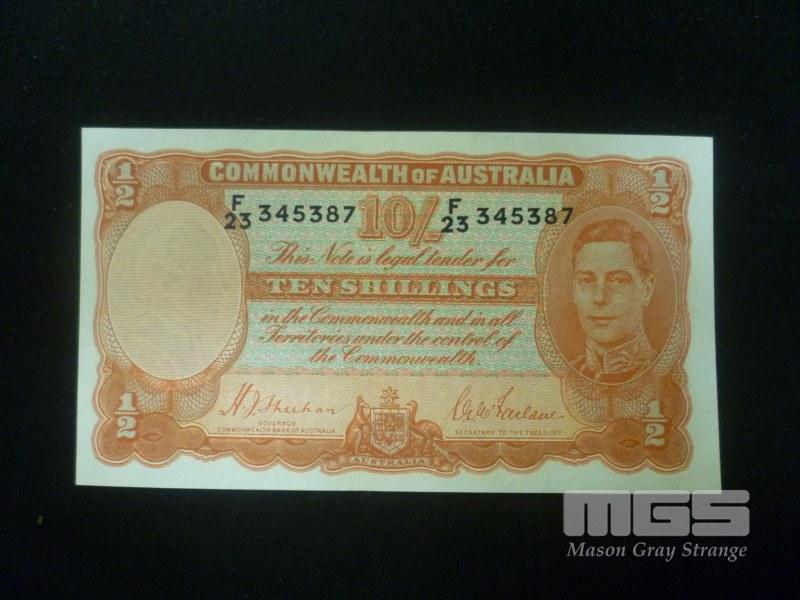 1/2 COMMONWEALTH OF AUSTRALIA 1/2
F 23 345387 10/- F 23 345387
This Note is legal tender for
TEN SHILLINGS
in the Commonwealth and in all
Territories under the control of
the Commonwealth.
1/2 H.J. Sheehan S.G. McFarlane 1/2
GOVERNOR
COMMONWEALTH BANK OF AUSTRALIA.
SECRETARY TO THE TREASURY.
AUSTRALIA
MGS
Mason Gray Strange